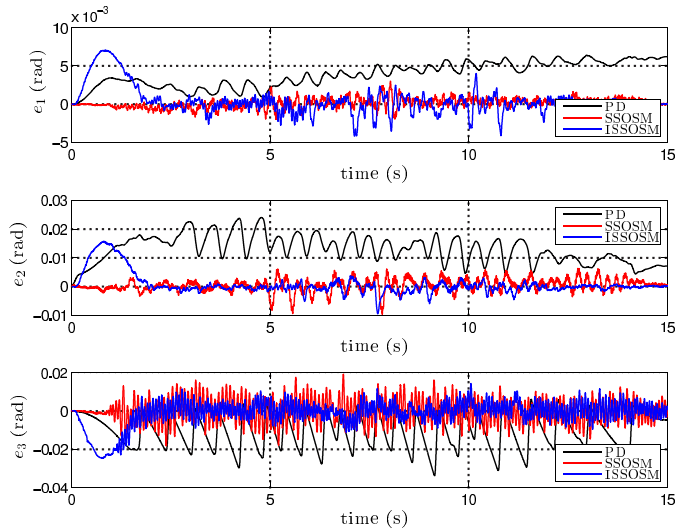 ×10⁻³
10
5
0
−5
e₁ (rad)
PD
SSOSM
ISSOSM
0 5 10 15
time (s)
0.03
0.02
0.01
0
−0.01
e₂ (rad)
PD
SSOSM
ISSOSM
0 5 10 15
time (s)
0.02
0
−0.02
−0.04
e₃ (rad)
PD
SSOSM
ISSOSM
0 5 10 15
time (s)